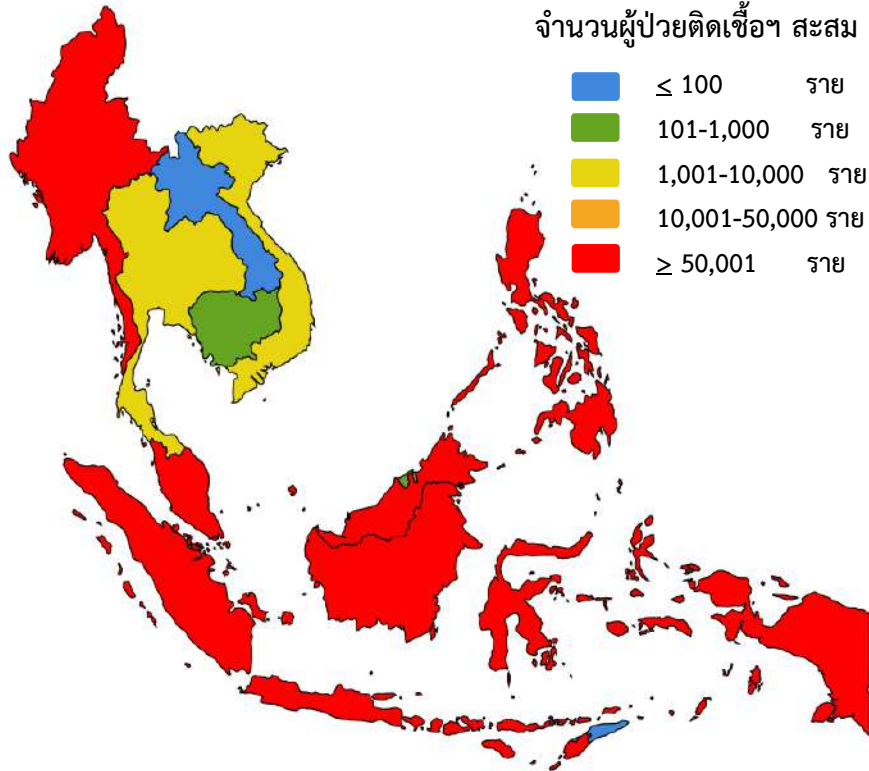 จำนวนผู้ป่วยติดเชื้อฯ สะสม
≤ 100 ราย
101-1,000 ราย
1,001-10,000 ราย
10,001-50,000 ราย
≥ 50,001 ราย